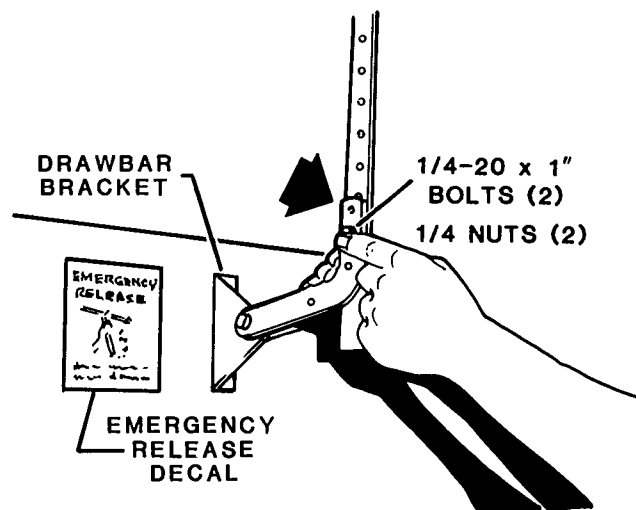 DRAWBAR
BRACKET
1/4-20 x 1"
BOLTS (2)
1/4 NUTS (2)
EMERGENCY
RELEASE
EMERGENCY
RELEASE
DECAL